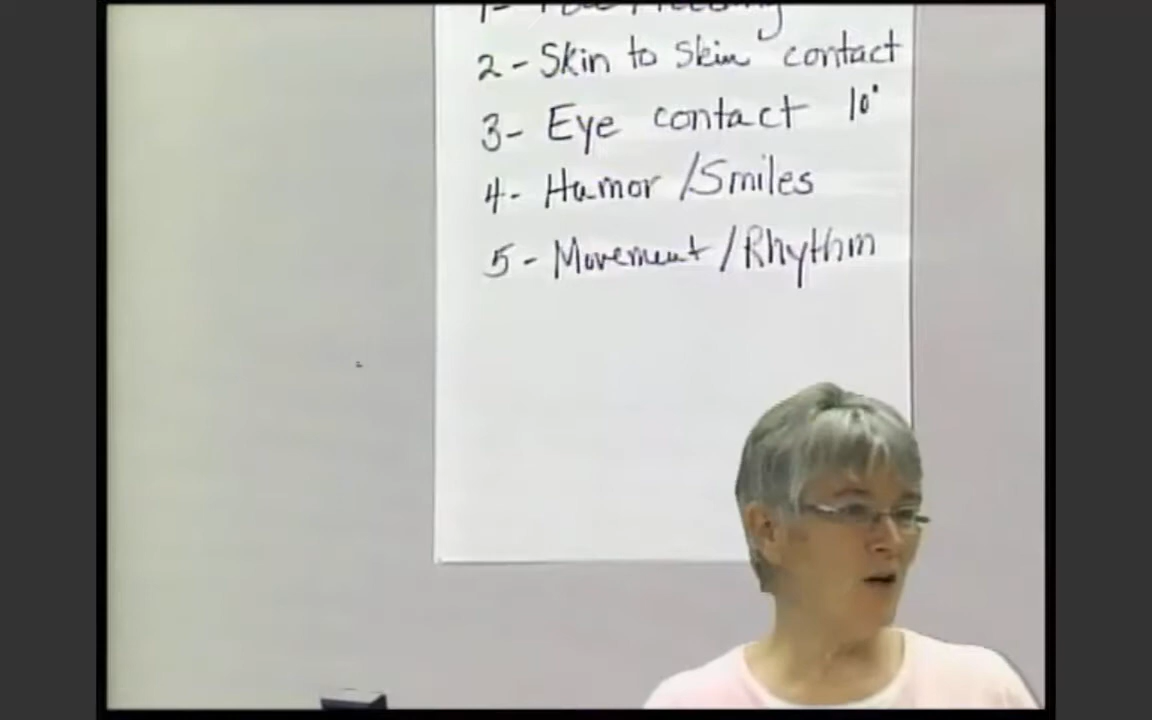 2- Skin to Skin contact
3- Eye contact 10"
4- Humor /Smiles
5- Movement /Rhythm